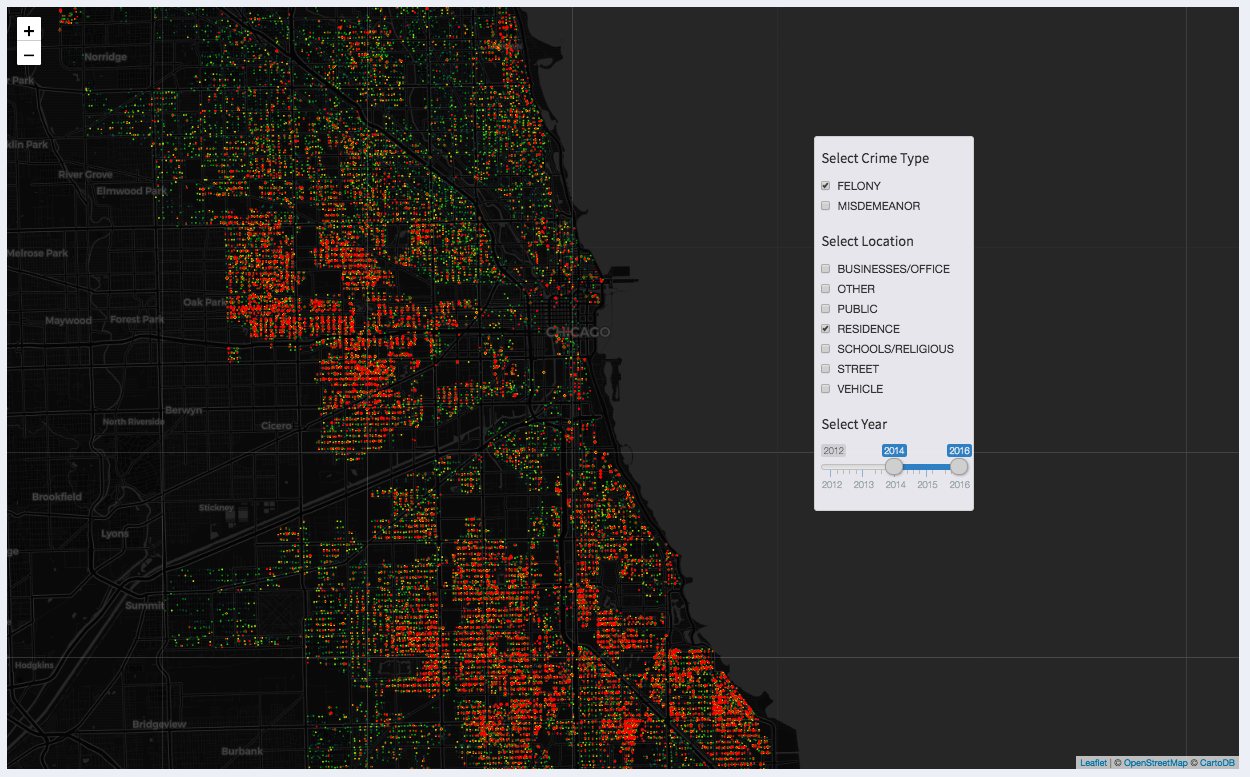 +
−
Norridge
r Park
klin Park
River Grove
Elmwood Park
Melrose Park
Oak Park
Maywood
Forest Park
CHICAGO
Berwyn
North Riverside
Cicero
Brookfield
Stickney
Lyons
ge
Summit
Hodgkins
Bridgeview
Burbank
Select Crime Type
FELONY
MISDEMEANOR
Select Location
BUSINESSES/OFFICE
OTHER
PUBLIC
RESIDENCE
SCHOOLS/RELIGIOUS
STREET
VEHICLE
Select Year
2012 2014 2016
2012 2013 2014 2015 2016
Leaflet | © OpenStreetMap © CartoDB